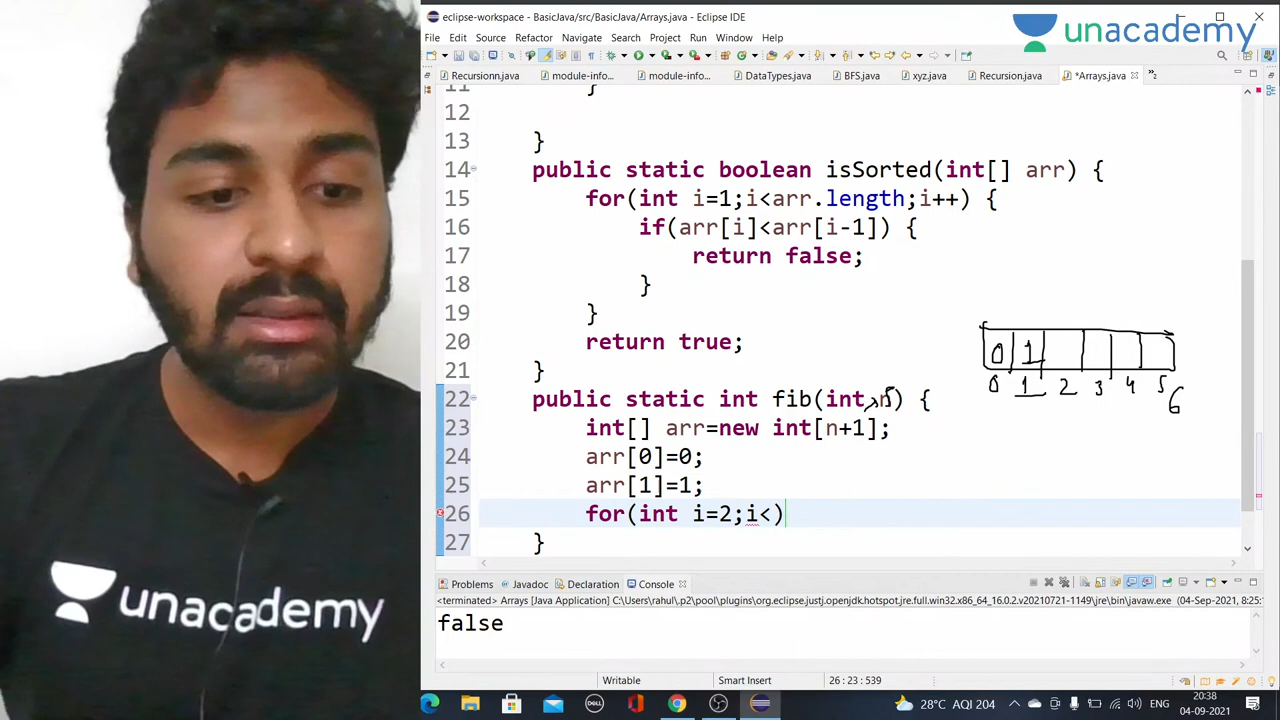 eclipse-workspace - BasicJava/src/BasicJava/Arrays.java - Eclipse IDE
unacademy
File Edit Source Refactor Navigate Search Project Run Window Help
Recursionn.java module-info... module-info... DataTypes.java BFS.java xyz.java Recursion.java *Arrays.java
11 }
12
13 }
14 public static boolean isSorted(int[] arr) {
15 for(int i=1;i<arr.length;i++) {
16 if(arr[i]<arr[i-1]) {
17 return false;
18 }
19 }
20 return true;
21 }
22 public static int fib(int n) {
23 int[] arr=new int[n+1];
24 arr[0]=0;
25 arr[1]=1;
26 for(int i=2;i<)
27 }
0 1
0 1 2 3 4 5
6
5
unacademy
Problems Javadoc Declaration Console
<terminated> Arrays [Java Application] C:\Users\rahul_.p2\pool\plugins\org.eclipse.justj.openjdk.hotspot.jre.full.win32.x86_64_16.0.2.v20210721-1149\jre\bin\javaw.exe (04-Sep-2021, 8:25:
false
Writable Smart Insert 26 : 23 : 539
DELL
28°C AQI 204 ENG 20:38
04-09-2021